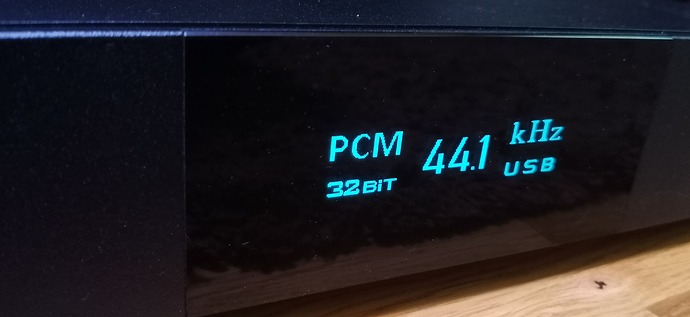 PCM 44.1 kHz
32BiT USB